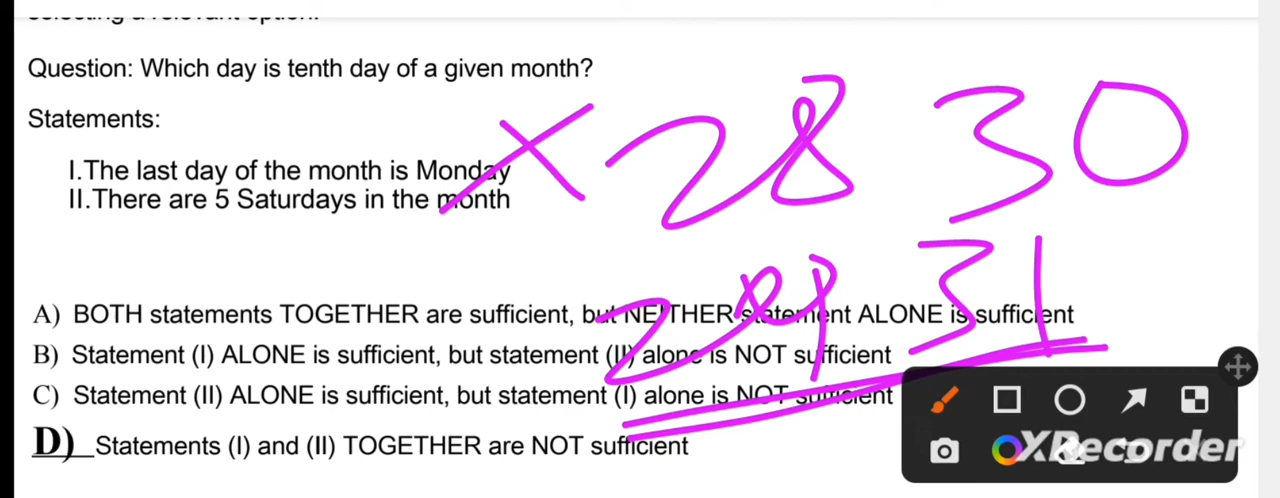 selecting a relevant option.
Question: Which day is tenth day of a given month?
Statements:
I.The last day of the month is Monday
II.There are 5 Saturdays in the month
28 30
29 31
A) BOTH statements TOGETHER are sufficient, but NEITHER statement ALONE is sufficient
B) Statement (I) ALONE is sufficient, but statement (II) alone is NOT sufficient
C) Statement (II) ALONE is sufficient, but statement (I) alone is NOT sufficient
D) Statements (I) and (II) TOGETHER are NOT sufficient
XRecorder